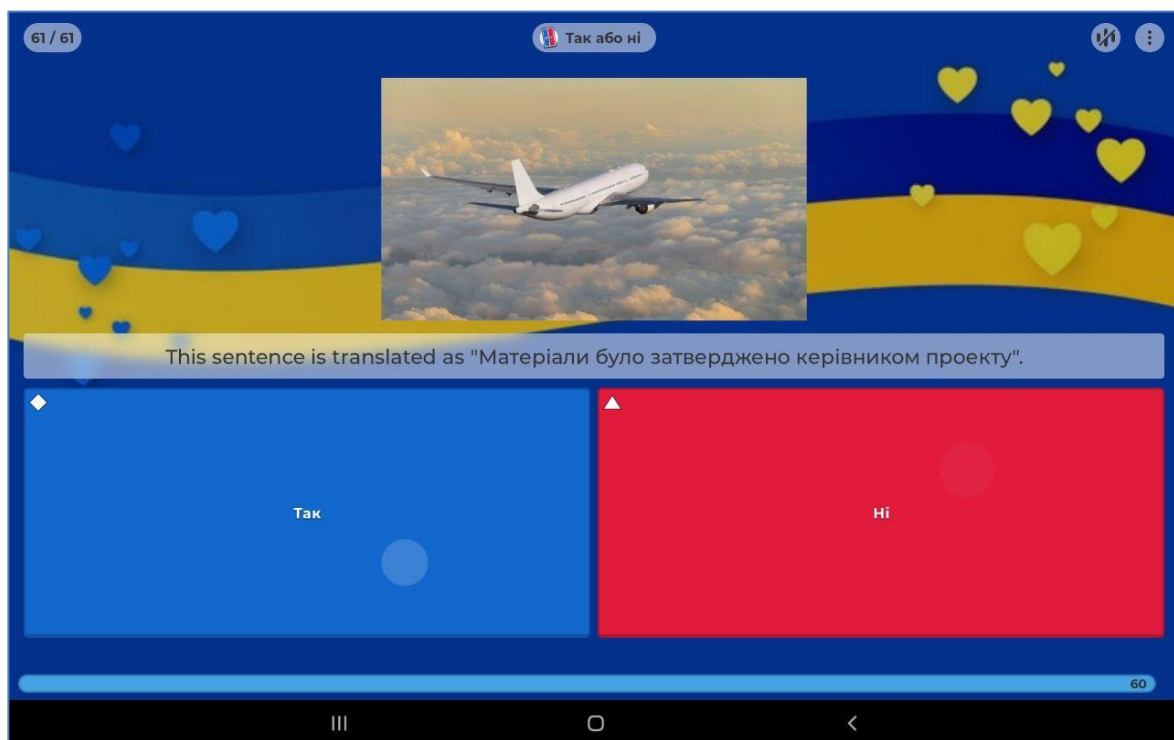 61 / 61
Так або ні
This sentence is translated as "Матеріали було затверджено керівником проекту".
Так
Ні
60